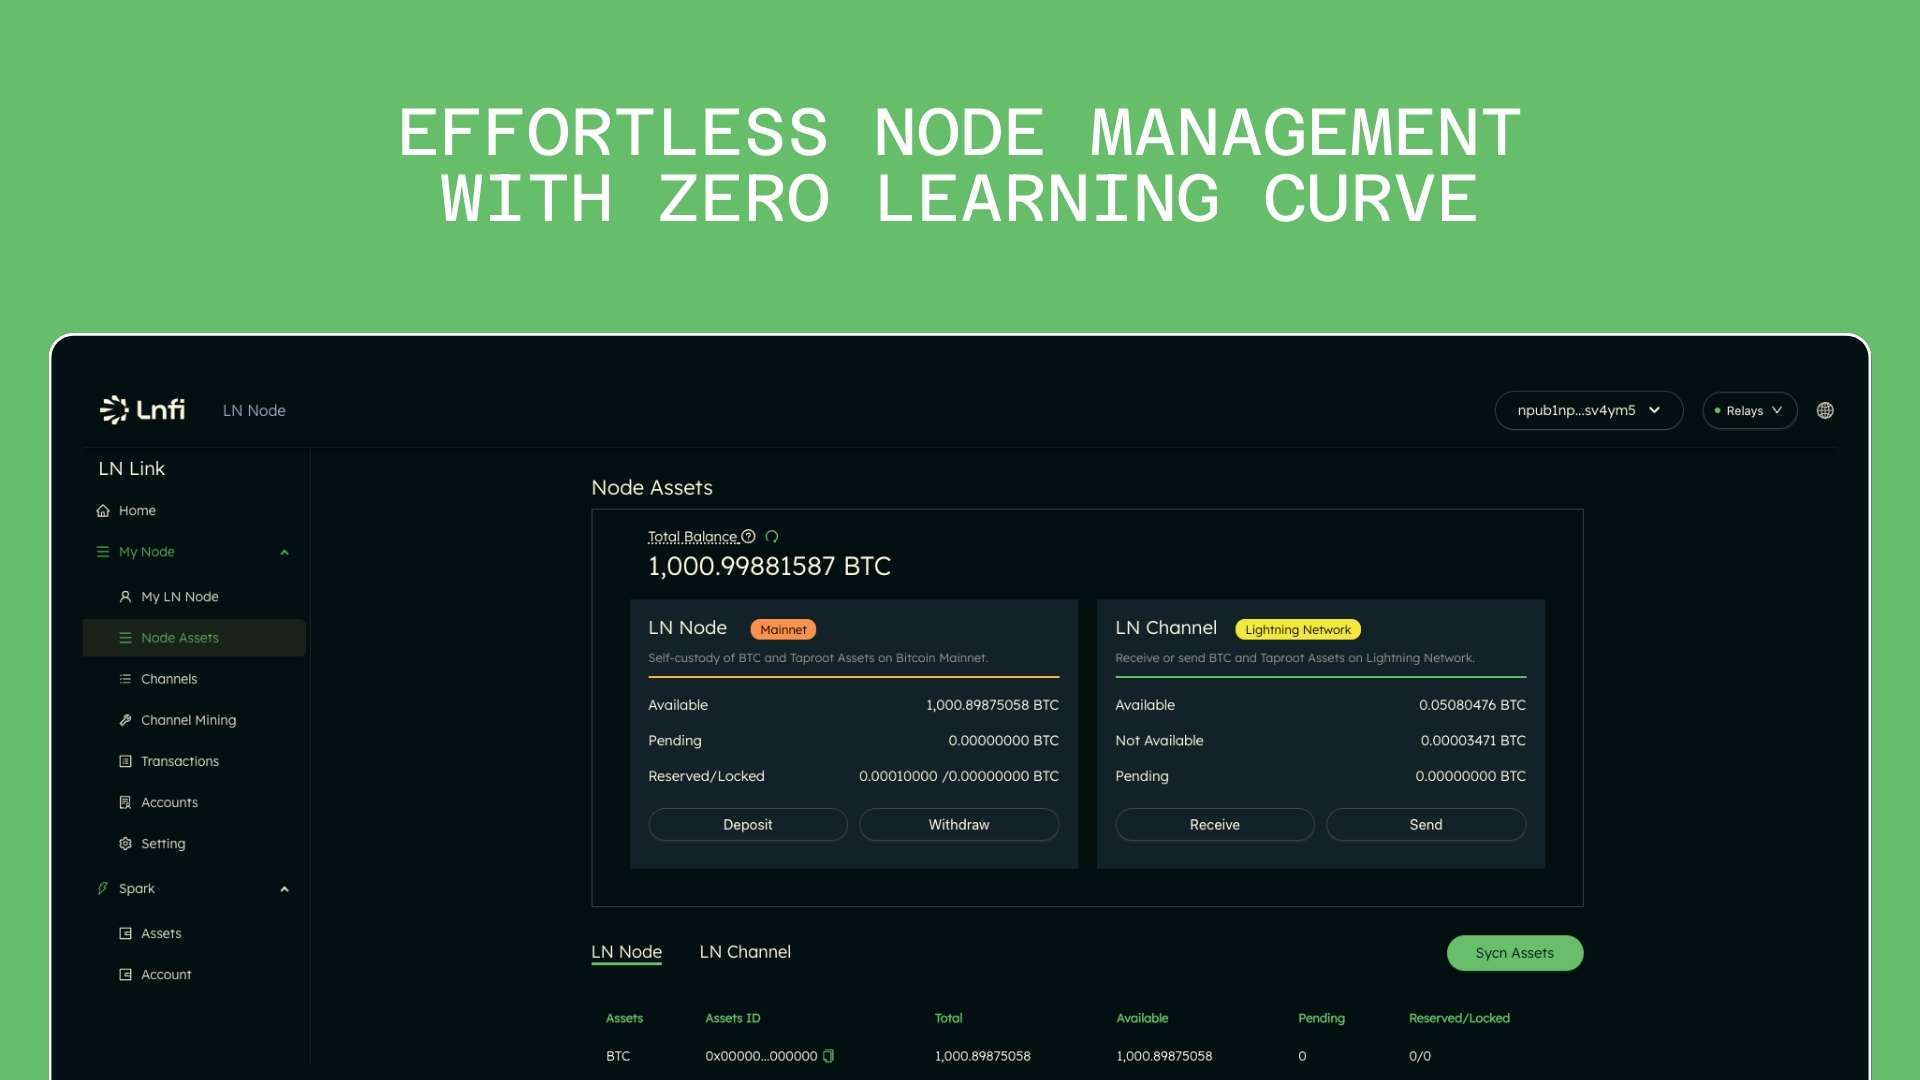 EFFORTLESS NODE MANAGEMENT
WITH ZERO LEARNING CURVE
Lnfi
LN Node
npub1np...sv4ym5
Relays
LN Link
Home
My Node
My LN Node
Node Assets
Channels
Channel Mining
Transactions
Accounts
Setting
Spark
Assets
Account
Node Assets
Total Balance
1,000.99881587 BTC
LN Node Mainnet
Self-custody of BTC and Taproot Assets on Bitcoin Mainnet.
Available 1,000.89875058 BTC
Pending 0.00000000 BTC
Reserved/Locked 0.00010000 /0.00000000 BTC
Deposit Withdraw
LN Channel Lightning Network
Receive or send BTC and Taproot Assets on Lightning Network.
Available 0.05080476 BTC
Not Available 0.00003471 BTC
Pending 0.00000000 BTC
Receive Send
LN Node LN Channel Sycn Assets
Assets Assets ID Total Available Pending Reserved/Locked
BTC 0x00000...000000 1,000.89875058 1,000.89875058 0 0/0